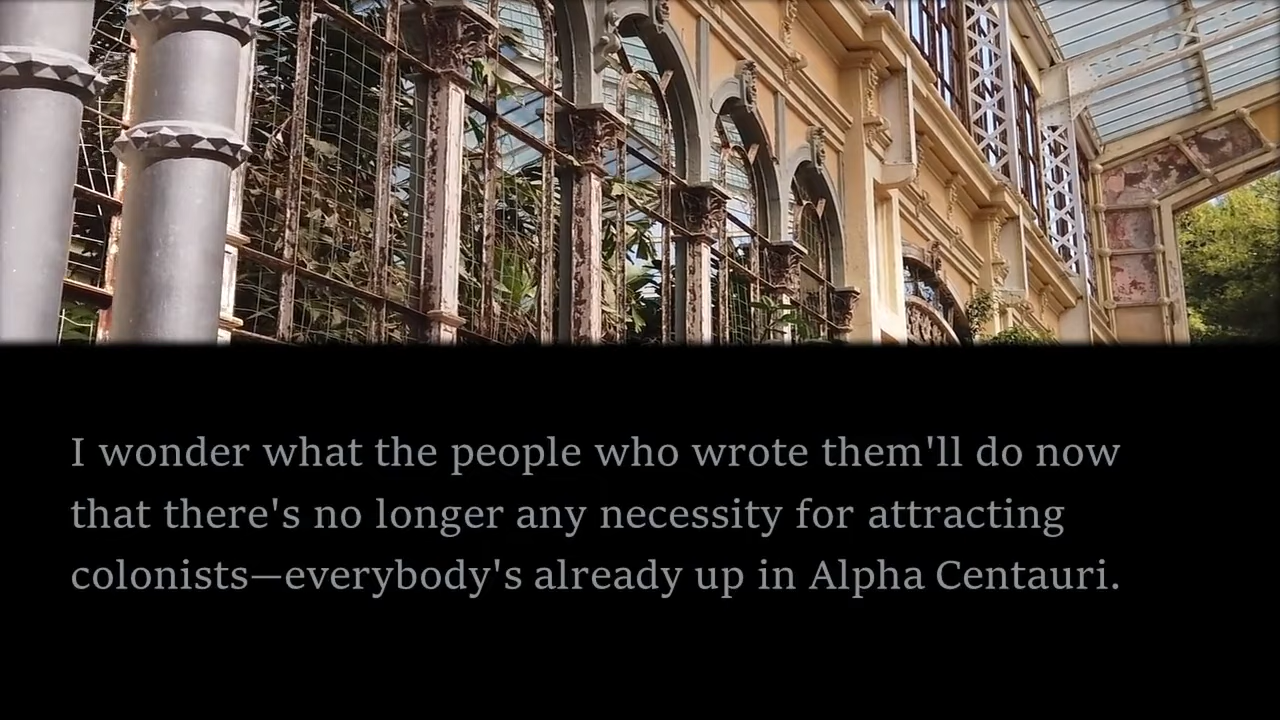 I wonder what the people who wrote them'll do now
that there's no longer any necessity for attracting
colonists—everybody's already up in Alpha Centauri.